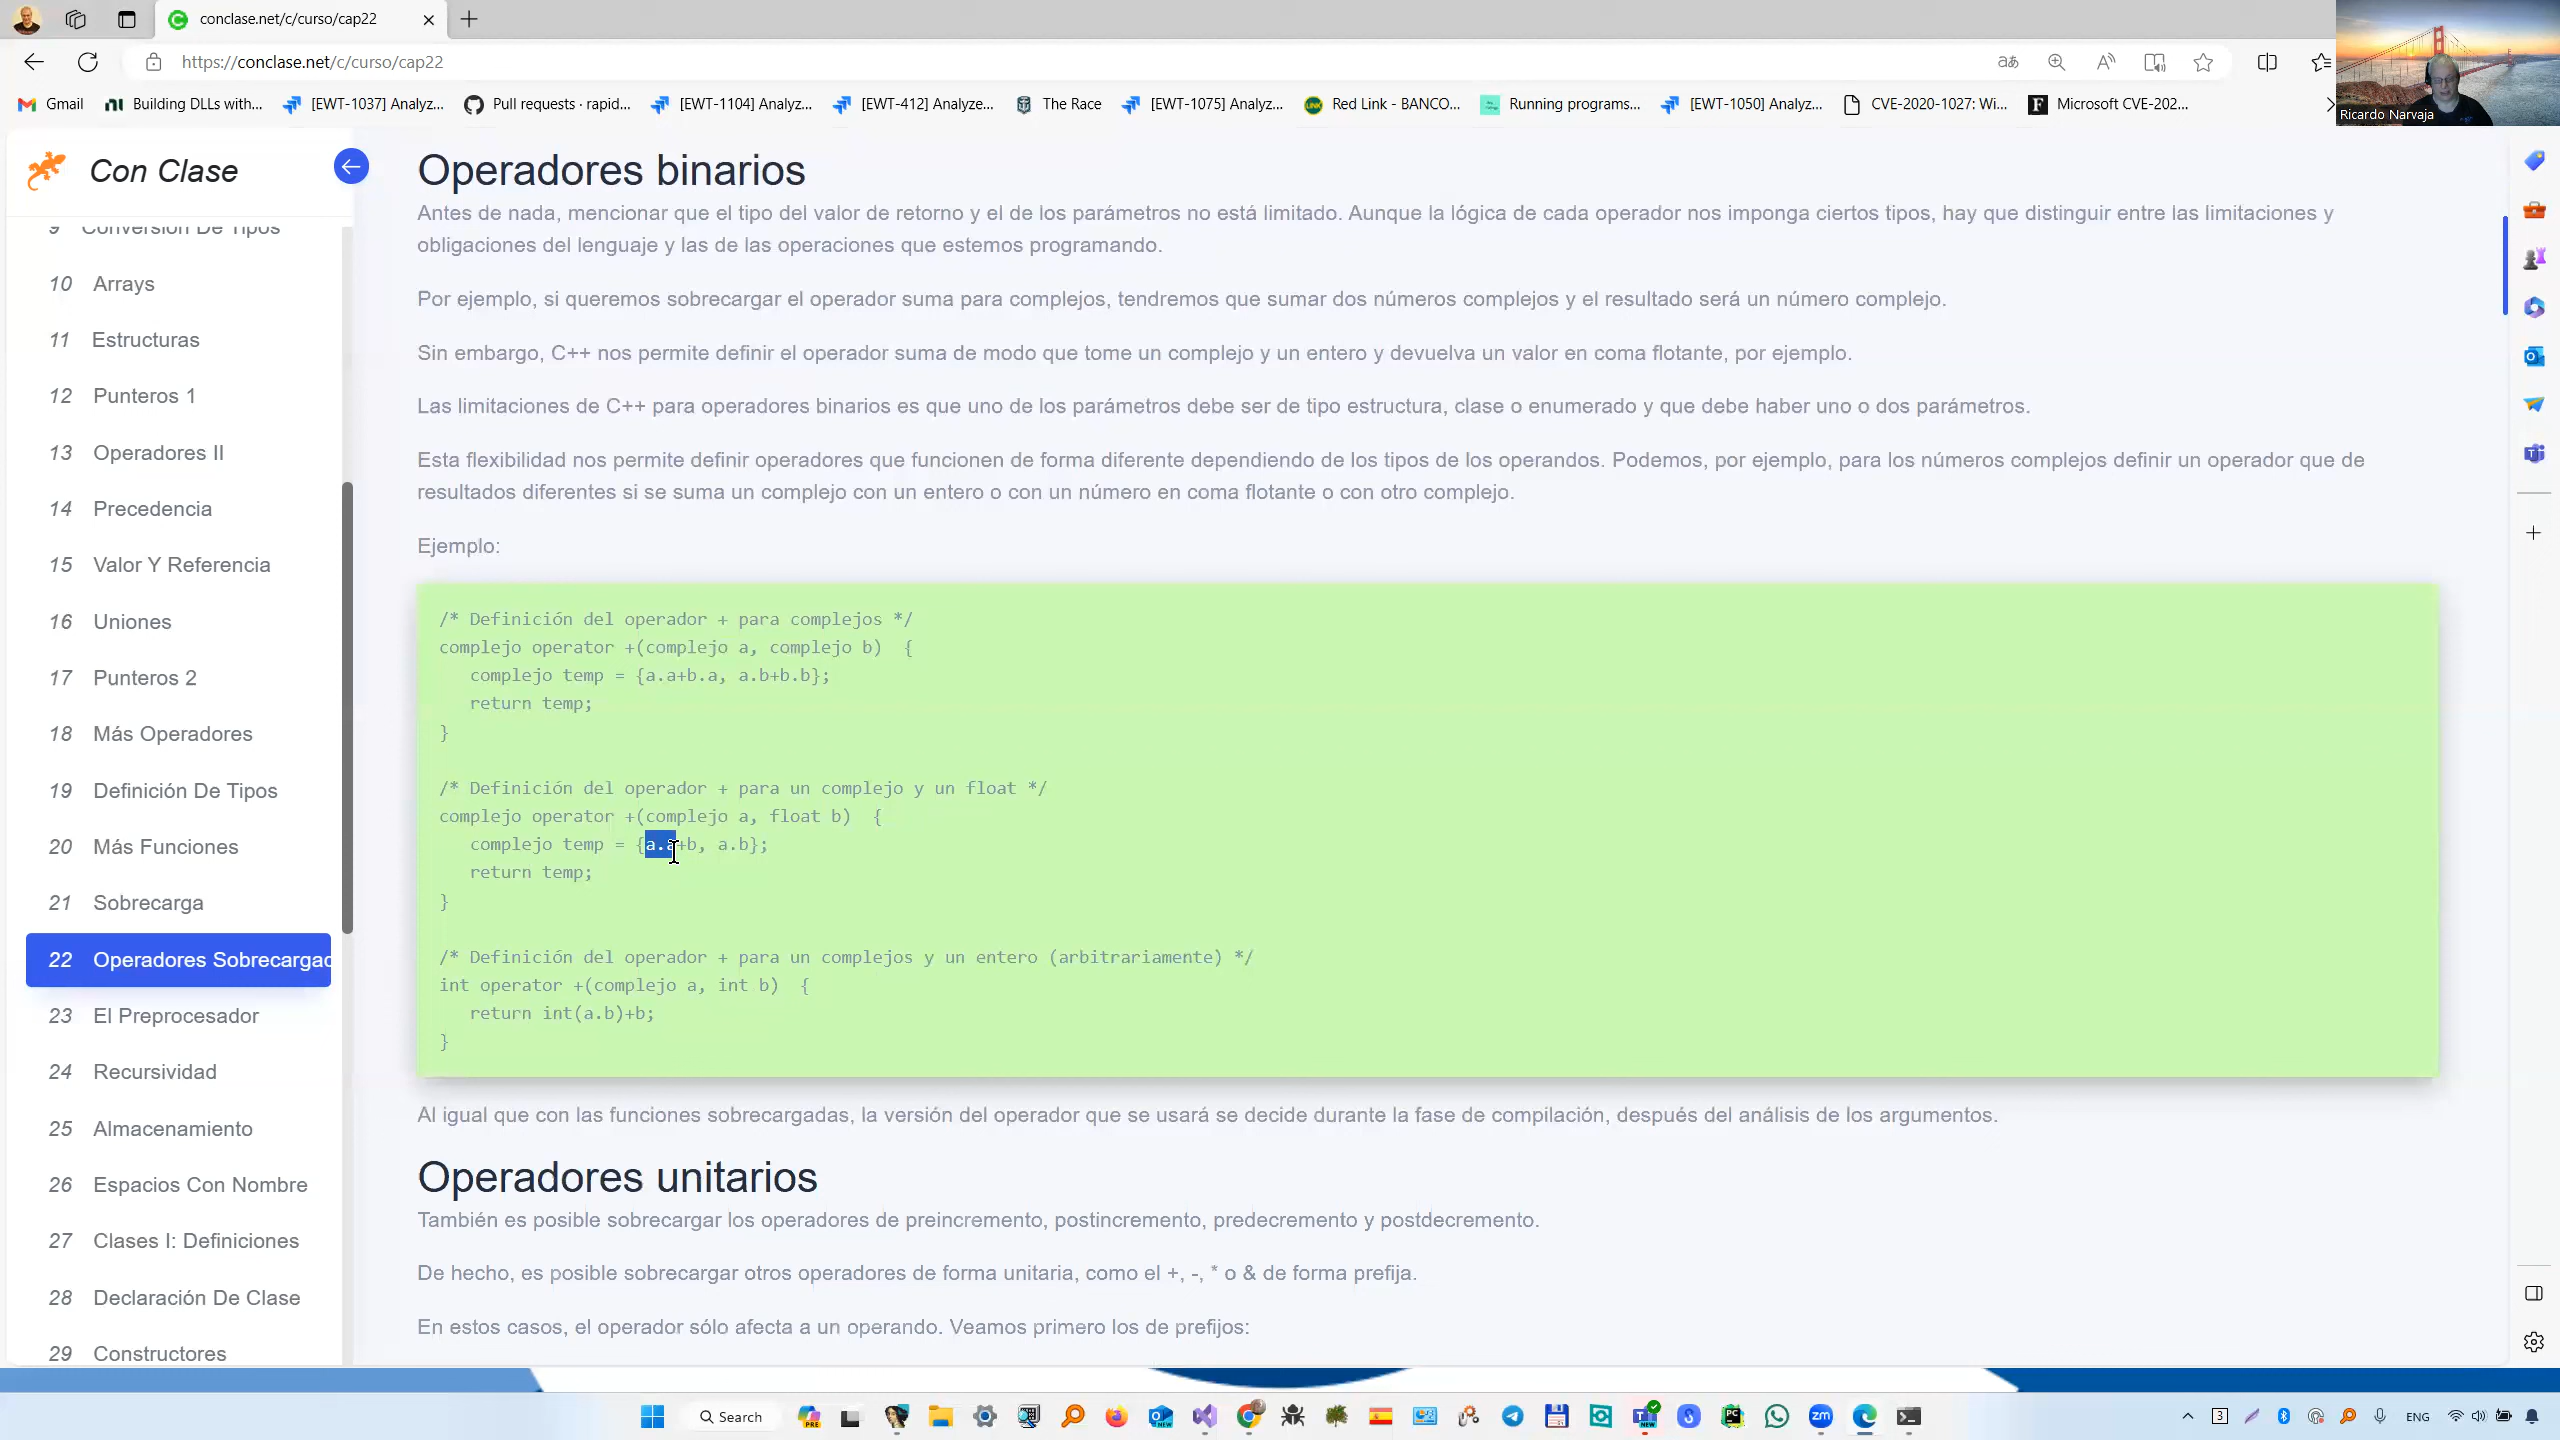 conclase.net/c/curso/cap22
https://conclase.net/c/curso/cap22
Gmail
Building DLLs with...
[EWT-1037] Analyz...
Pull requests · rapid...
[EWT-1104] Analyz...
[EWT-412] Analyze...
The Race
[EWT-1075] Analyz...
Red Link - BANCO...
Running programs...
[EWT-1050] Analyz...
CVE-2020-1027: Wi...
Microsoft CVE-202...
Ricardo Narvaja
Con Clase
9 Conversión De Tipos
10 Arrays
11 Estructuras
12 Punteros 1
13 Operadores II
14 Precedencia
15 Valor Y Referencia
16 Uniones
17 Punteros 2
18 Más Operadores
19 Definición De Tipos
20 Más Funciones
21 Sobrecarga
22 Operadores Sobrecargad
23 El Preprocesador
24 Recursividad
25 Almacenamiento
26 Espacios Con Nombre
27 Clases I: Definiciones
28 Declaración De Clase
29 Constructores
Operadores binarios
Antes de nada, mencionar que el tipo del valor de retorno y el de los parámetros no está limitado. Aunque la lógica de cada operador nos imponga ciertos tipos, hay que distinguir entre las limitaciones y
obligaciones del lenguaje y las de las operaciones que estemos programando.
Por ejemplo, si queremos sobrecargar el operador suma para complejos, tendremos que sumar dos números complejos y el resultado será un número complejo.
Sin embargo, C++ nos permite definir el operador suma de modo que tome un complejo y un entero y devuelva un valor en coma flotante, por ejemplo.
Las limitaciones de C++ para operadores binarios es que uno de los parámetros debe ser de tipo estructura, clase o enumerado y que debe haber uno o dos parámetros.
Esta flexibilidad nos permite definir operadores que funcionen de forma diferente dependiendo de los tipos de los operandos. Podemos, por ejemplo, para los números complejos definir un operador que de
resultados diferentes si se suma un complejo con un entero o con un número en coma flotante o con otro complejo.
Ejemplo:
/* Definición del operador + para complejos */
complejo operator +(complejo a, complejo b) {
complejo temp = {a.a+b.a, a.b+b.b};
return temp;
}
/* Definición del operador + para un complejo y un float */
complejo operator +(complejo a, float b) {
complejo temp = {a.a+b, a.b};
return temp;
}
/* Definición del operador + para un complejos y un entero (arbitrariamente) */
int operator +(complejo a, int b) {
return int(a.b)+b;
}
Al igual que con las funciones sobrecargadas, la versión del operador que se usará se decide durante la fase de compilación, después del análisis de los argumentos.
Operadores unitarios
También es posible sobrecargar los operadores de preincremento, postincremento, predecremento y postdecremento.
De hecho, es posible sobrecargar otros operadores de forma unitaria, como el +, -, * o & de forma prefija.
En estos casos, el operador sólo afecta a un operando. Veamos primero los de prefijos:
Search
ENG